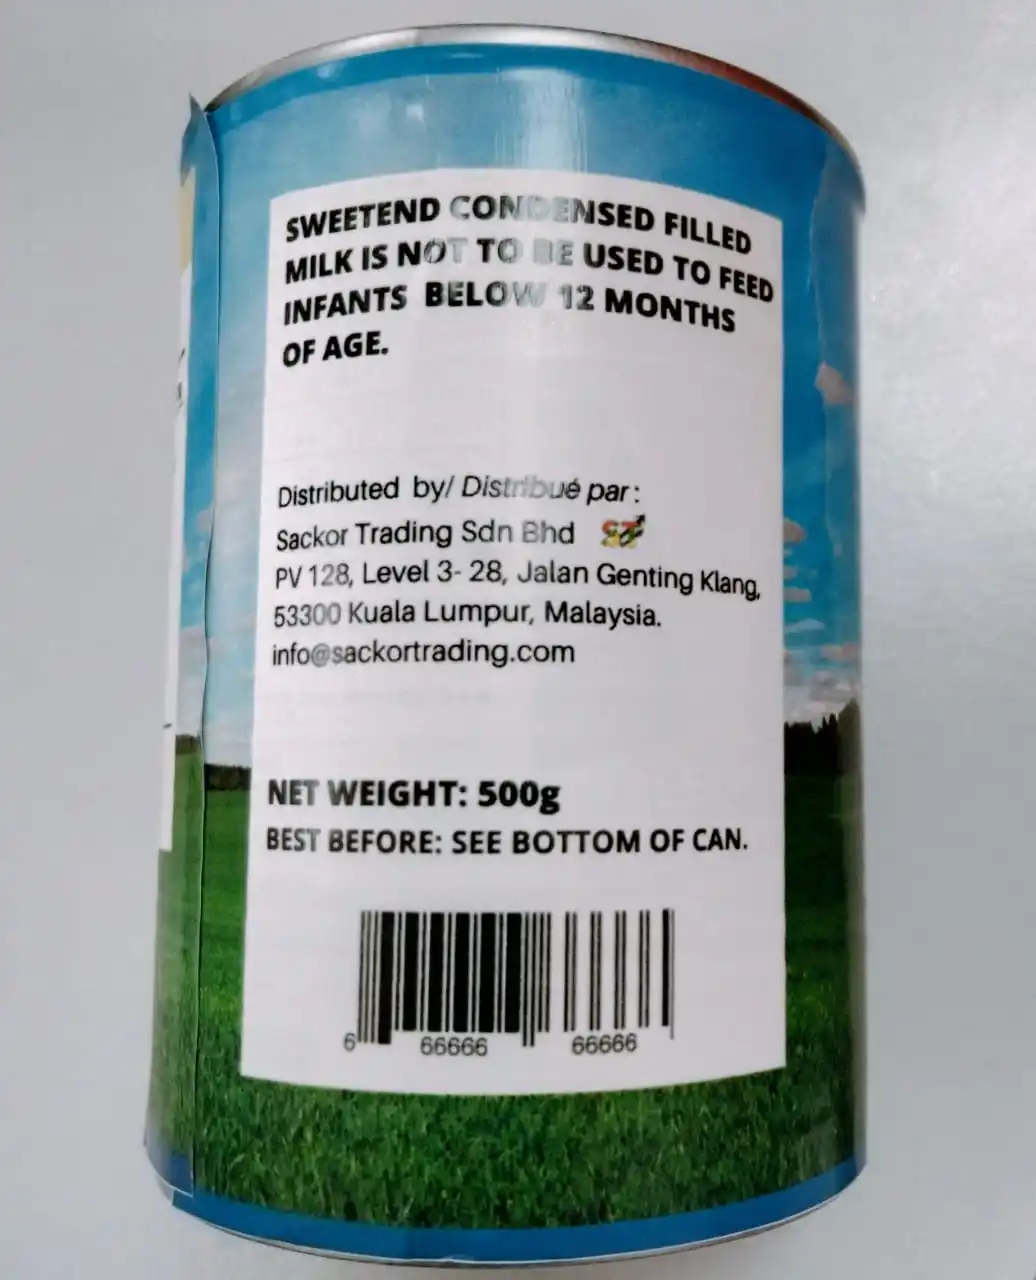 SWEETEND CONDENSED FILLED
MILK IS NOT TO BE USED TO FEED
INFANTS BELOW 12 MONTHS
OF AGE.
Distributed by/ Distribué par :
Sackor Trading Sdn Bhd
PV 128, Level 3- 28, Jalan Genting Klang,
53300 Kuala Lumpur, Malaysia.
info@sackortrading.com
NET WEIGHT: 500g
BEST BEFORE: SEE BOTTOM OF CAN.
6 66666 66666